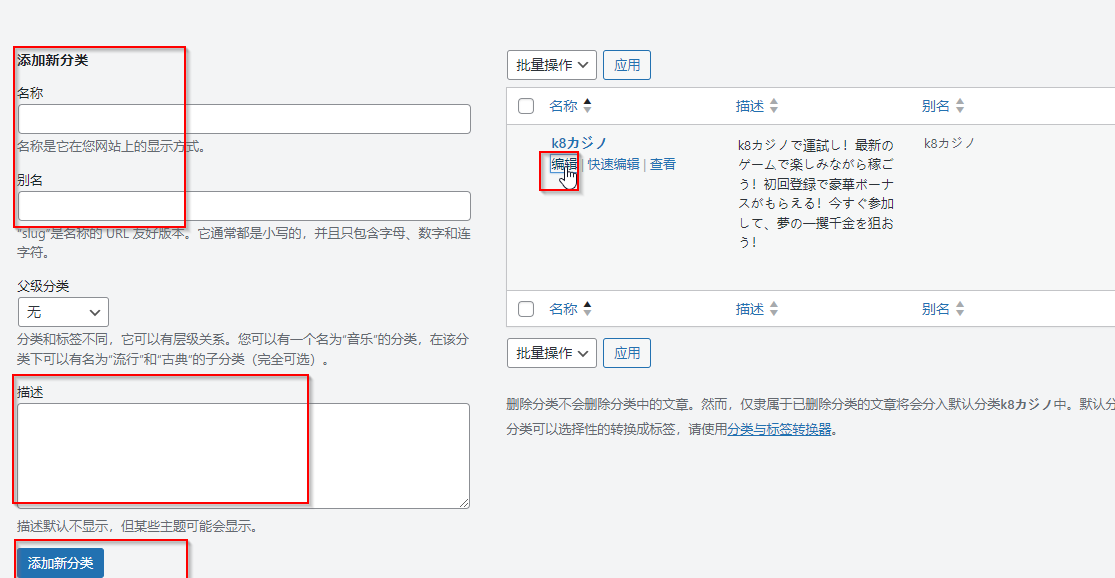 添加新分类
名称
名称是它在您网站上的显示方式。
别名
“slug”是名称的 URL 友好版本。它通常都是小写的，并且只包含字母、数字和连
字符。
父级分类
无
分类和标签不同，它可以有层级关系。您可以有一个名为“音乐”的分类，在该分
类下可以有名为“流行”和“古典”的子分类（完全可选）。
描述
描述默认不显示，但某些主题可能会显示。
添加新分类
批量操作 应用
名称 描述 别名
k8カジノ
编辑 | 快速编辑 | 查看
k8カジノで運試し！最新の
ゲームで楽しみながら稼ご
う！初回登録で豪華ボーナ
スがもらえる！今すぐ参加
して、夢の一攫千金を狙お
う！
k8カジノ
名称 描述 别名
批量操作 应用
删除分类不会删除分类中的文章。然而，仅隶属于已删除分类的文章将会分入默认分类k8カジノ中。默认分
分类可以选择性的转换成标签，请使用分类与标签转换器。